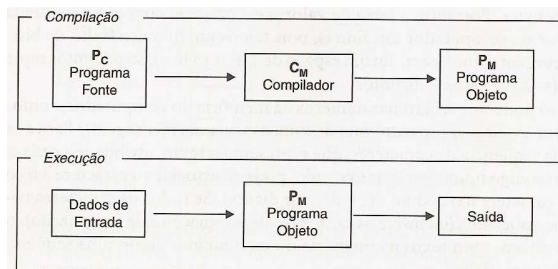 Compilação
P_C
Programa
Fonte
C_M
Compilador
P_M
Programa
Objeto
Execução
Dados de
Entrada
P_M
Programa
Objeto
Saída